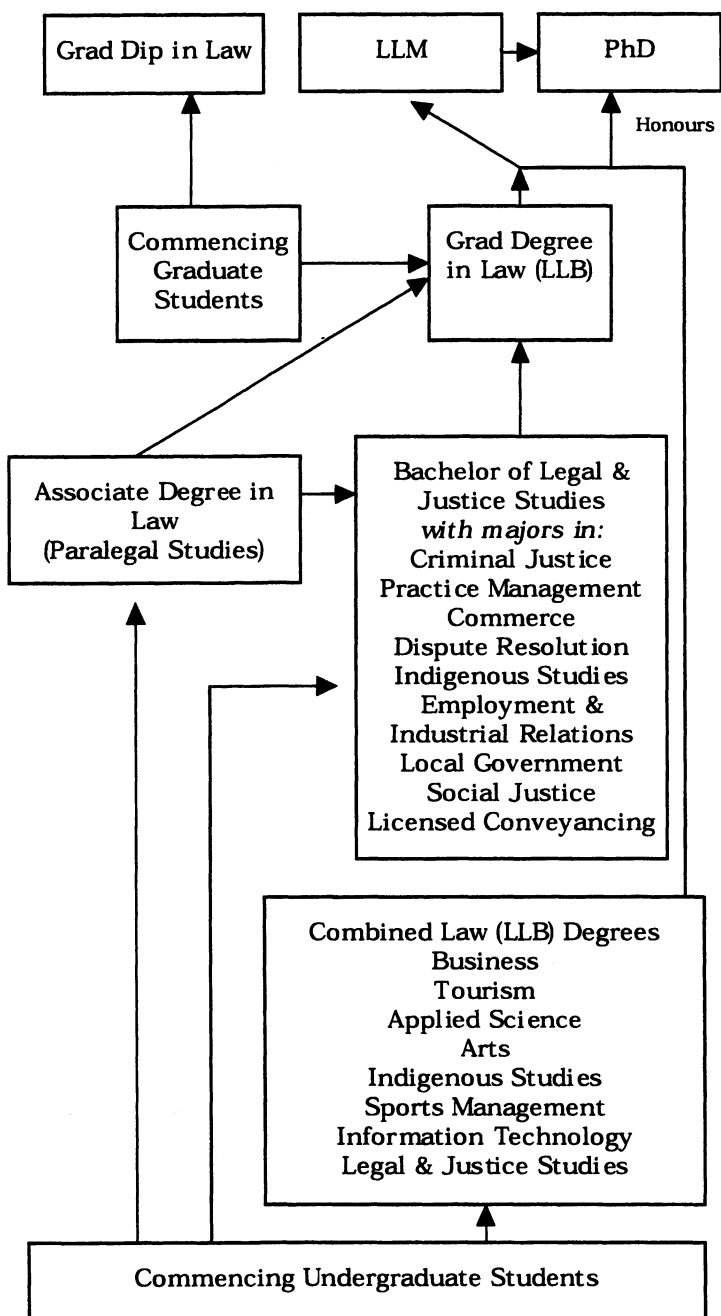 Grad Dip in Law
LLM
PhD
Honours
Commencing
Graduate
Students
Grad Degree
in Law (LLB)
Associate Degree in
Law
(Paralegal Studies)
Bachelor of Legal &
Justice Studies
with majors in:
Criminal Justice
Practice Management
Commerce
Dispute Resolution
Indigenous Studies
Employment &
Industrial Relations
Local Government
Social Justice
Licensed Conveyancing
Combined Law (LLB) Degrees
Business
Tourism
Applied Science
Arts
Indigenous Studies
Sports Management
Information Technology
Legal & Justice Studies
Commencing Undergraduate Students